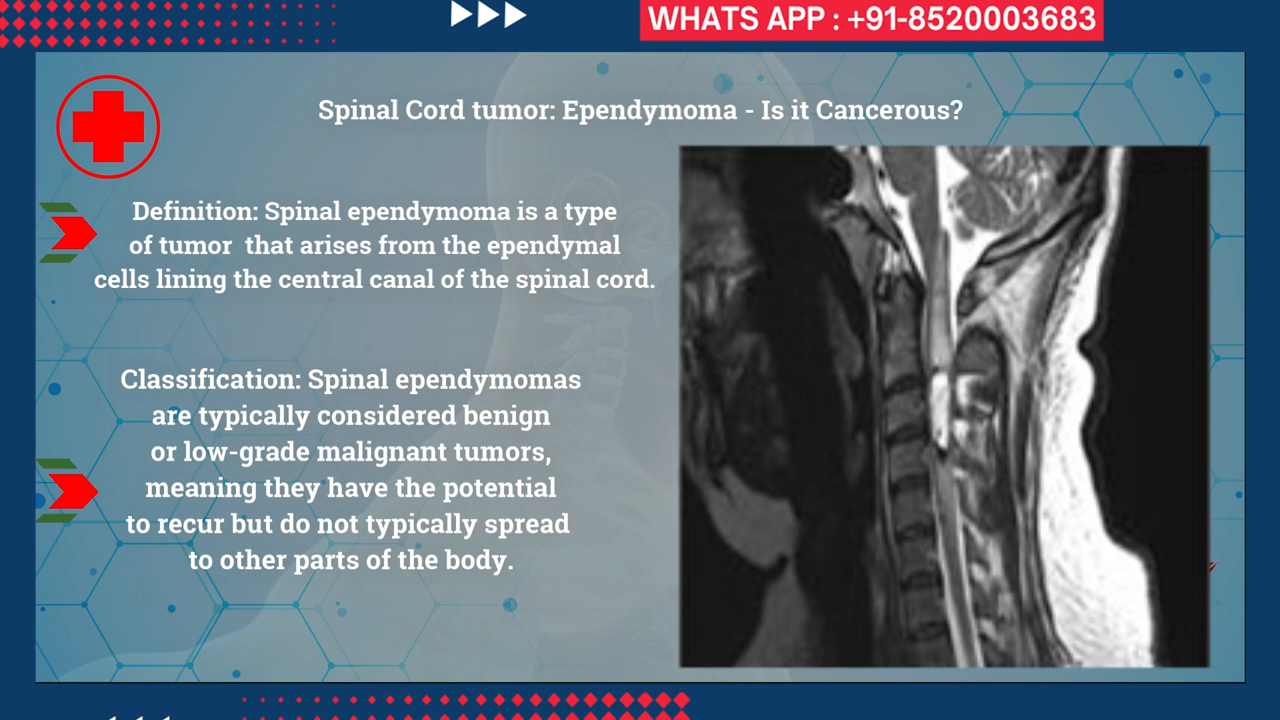 WHATS APP : +91-8520003683
Spinal Cord tumor: Ependymoma - Is it Cancerous?
Definition: Spinal ependymoma is a type
of tumor that arises from the ependymal
cells lining the central canal of the spinal cord.
Classification: Spinal ependymomas
are typically considered benign
or low-grade malignant tumors,
meaning they have the potential
to recur but do not typically spread
to other parts of the body.